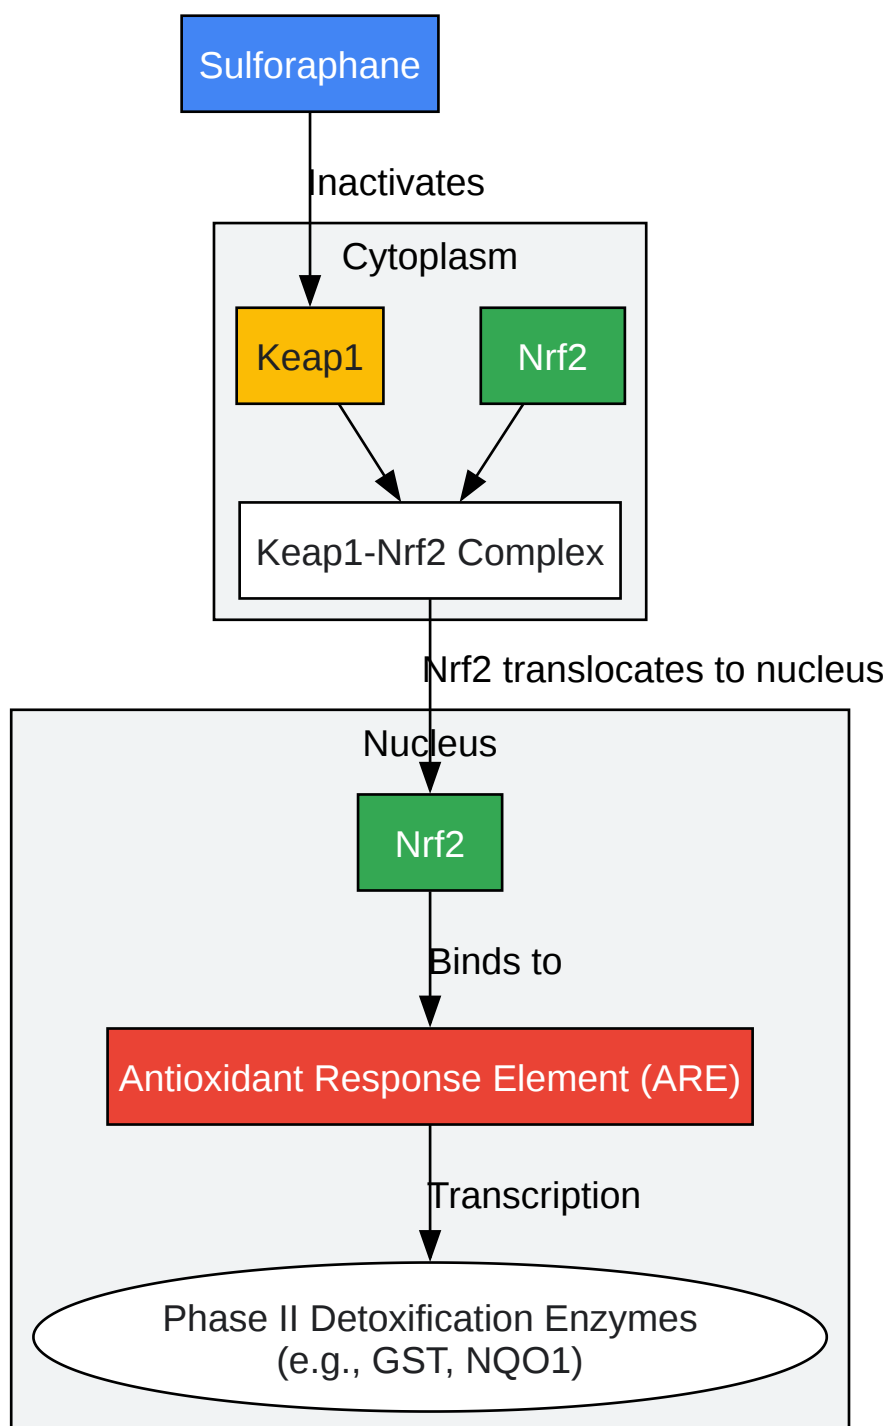 Sulforaphane
Inactivates
Cytoplasm
Keap1
Nrf2
Keap1-Nrf2 Complex
Nrf2 translocates to nucleus
Nucleus
Nrf2
Binds to
Antioxidant Response Element (ARE)
Transcription
Phase II Detoxification Enzymes
(e.g., GST, NQO1)